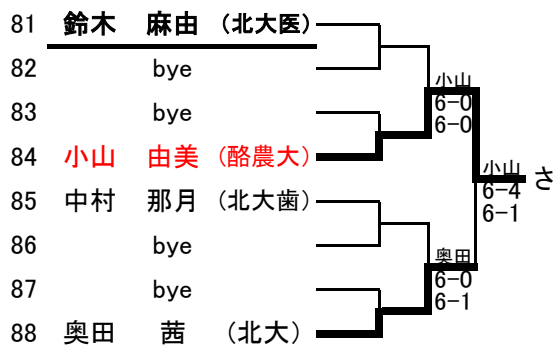 81 鈴木 麻由 (北大医)
82 bye
83 bye
84 小山 由美 (酪農大)
85 中村 那月 (北大歯)
86 bye
87 bye
88 奥田 茜 (北大)
小山
6-0
6-0
奥田
6-0
6-1
小山
6-4
6-1
さ